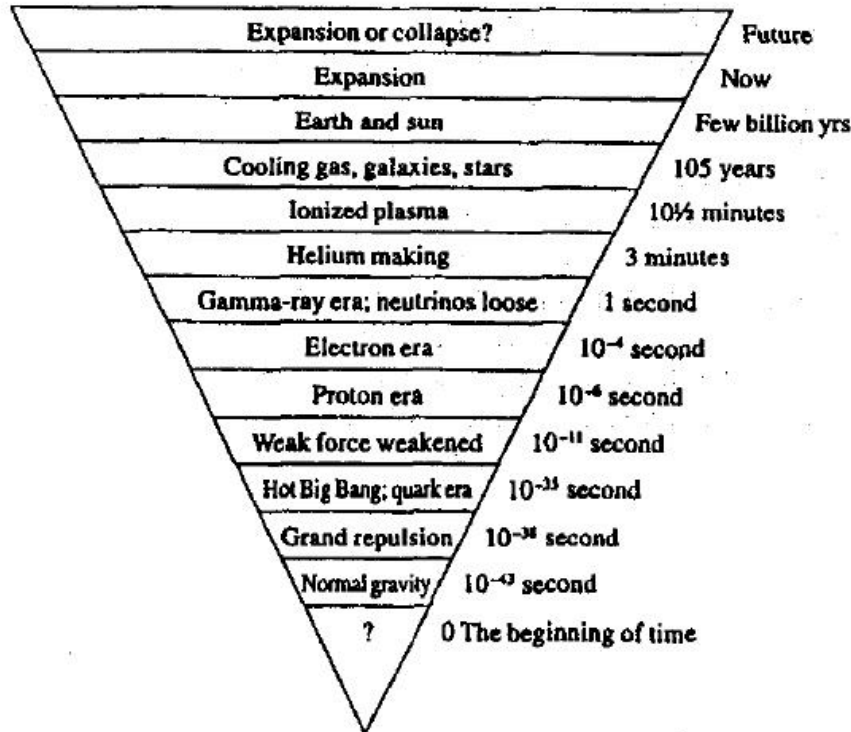 Expansion or collapse? Future
Expansion Now
Earth and sun Few billion yrs
Cooling gas, galaxies, stars 105 years
Ionized plasma 10½ minutes
Helium making 3 minutes
Gamma-ray era; neutrinos loose 1 second
Electron era 10⁻⁴ second
Proton era 10⁻⁶ second
Weak force weakened 10⁻¹¹ second
Hot Big Bang; quark era 10⁻³⁵ second
Grand repulsion 10⁻³⁸ second
Normal gravity 10⁻⁴³ second
? 0 The beginning of time